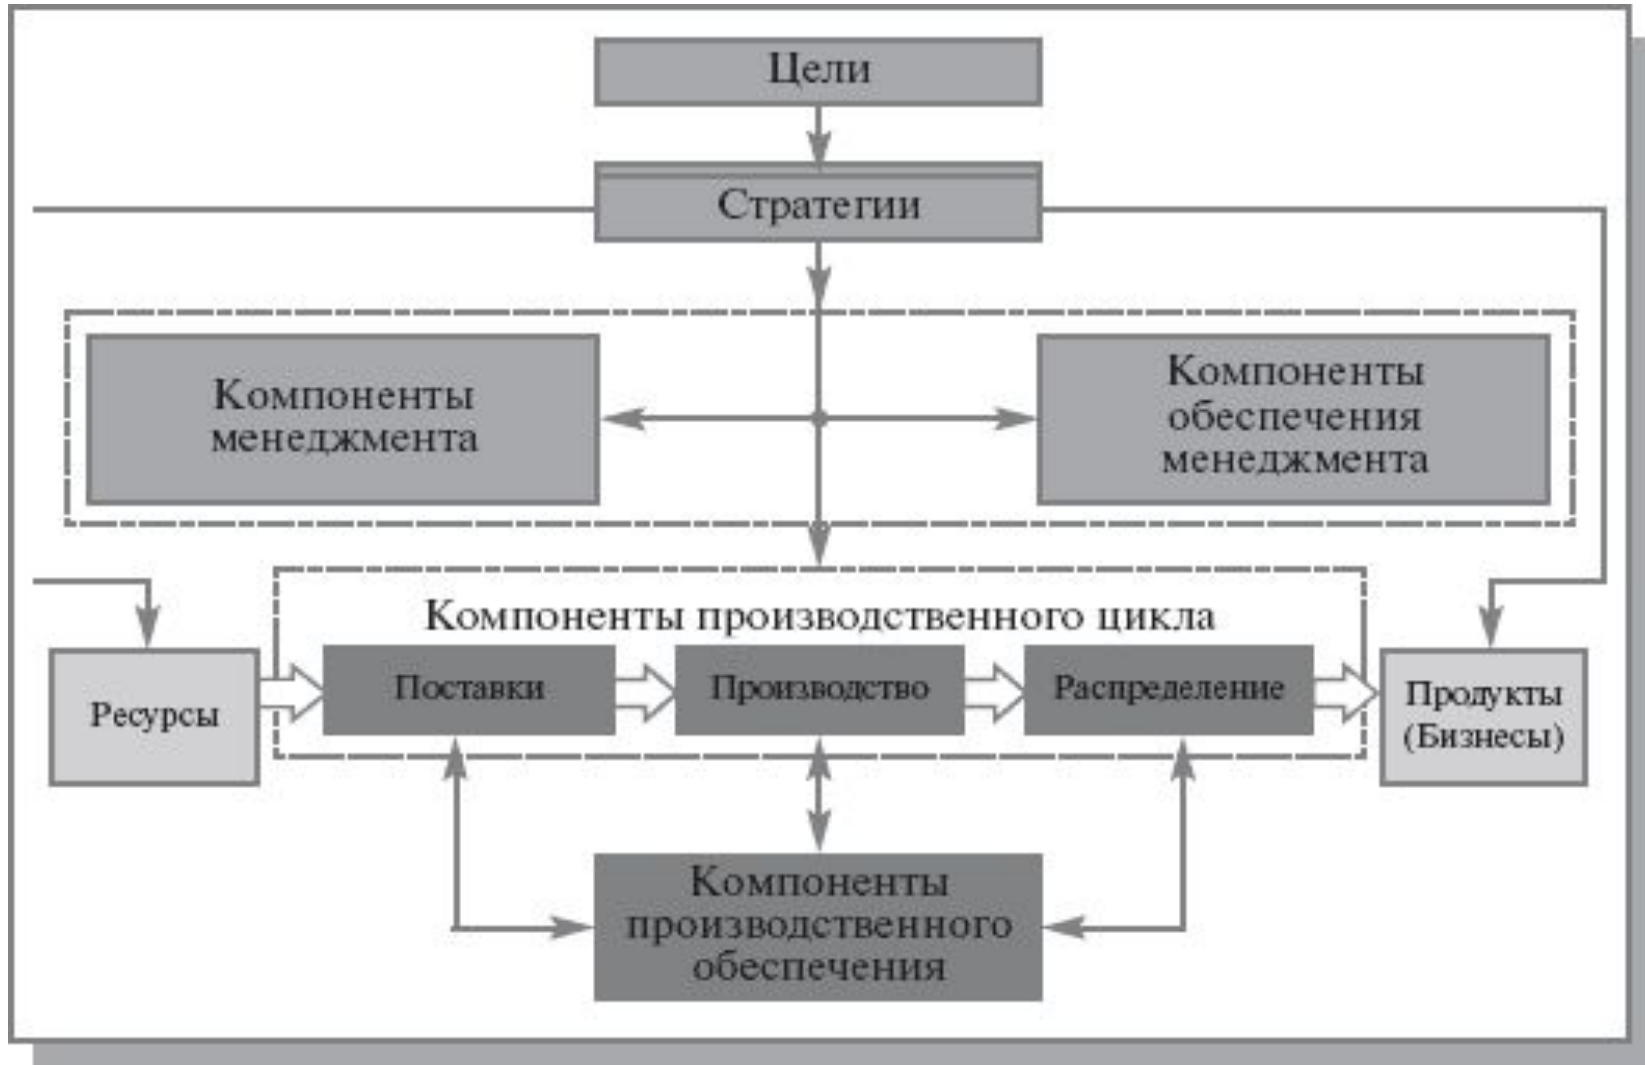 Цели
Стратегии
Компоненты
менеджмента
Компоненты
обеспечения
менеджмента
Компоненты производственного цикла
Ресурсы
Поставки
Производство
Распределение
Продукты
(Бизнесы)
Компоненты
производственного
обеспечения